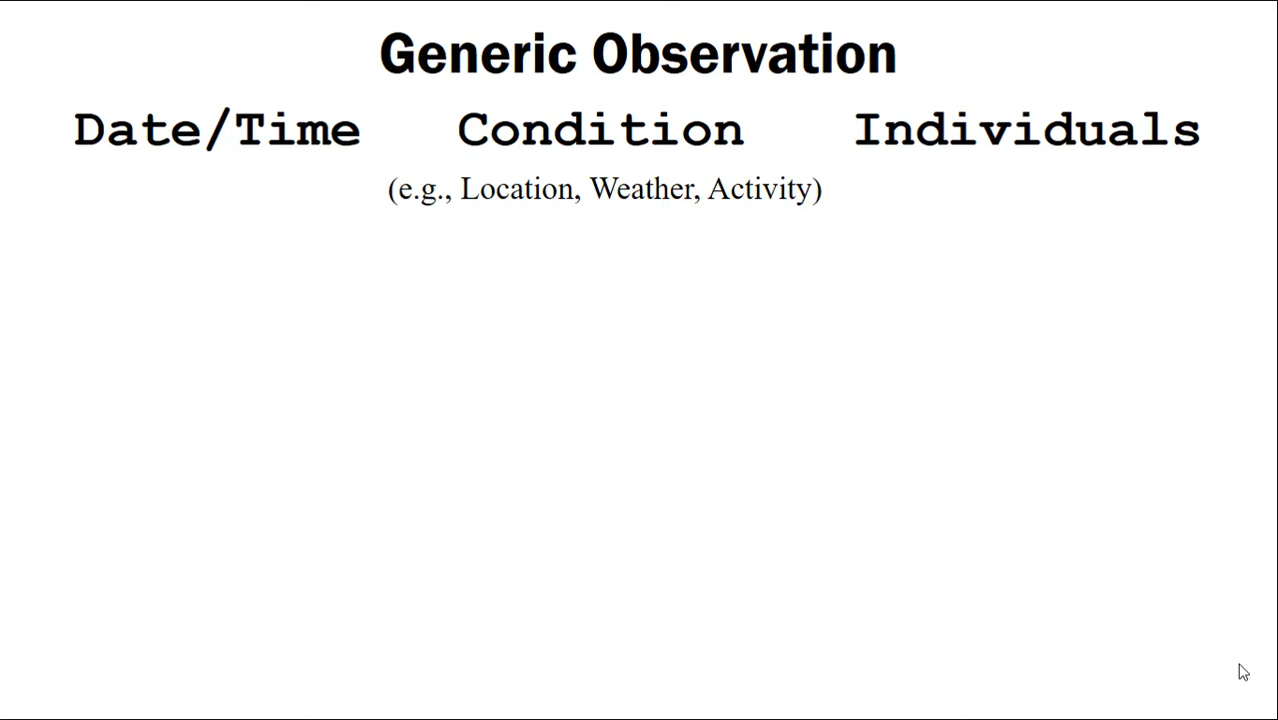 Generic Observation
Date/Time Condition Individuals
(e.g., Location, Weather, Activity)